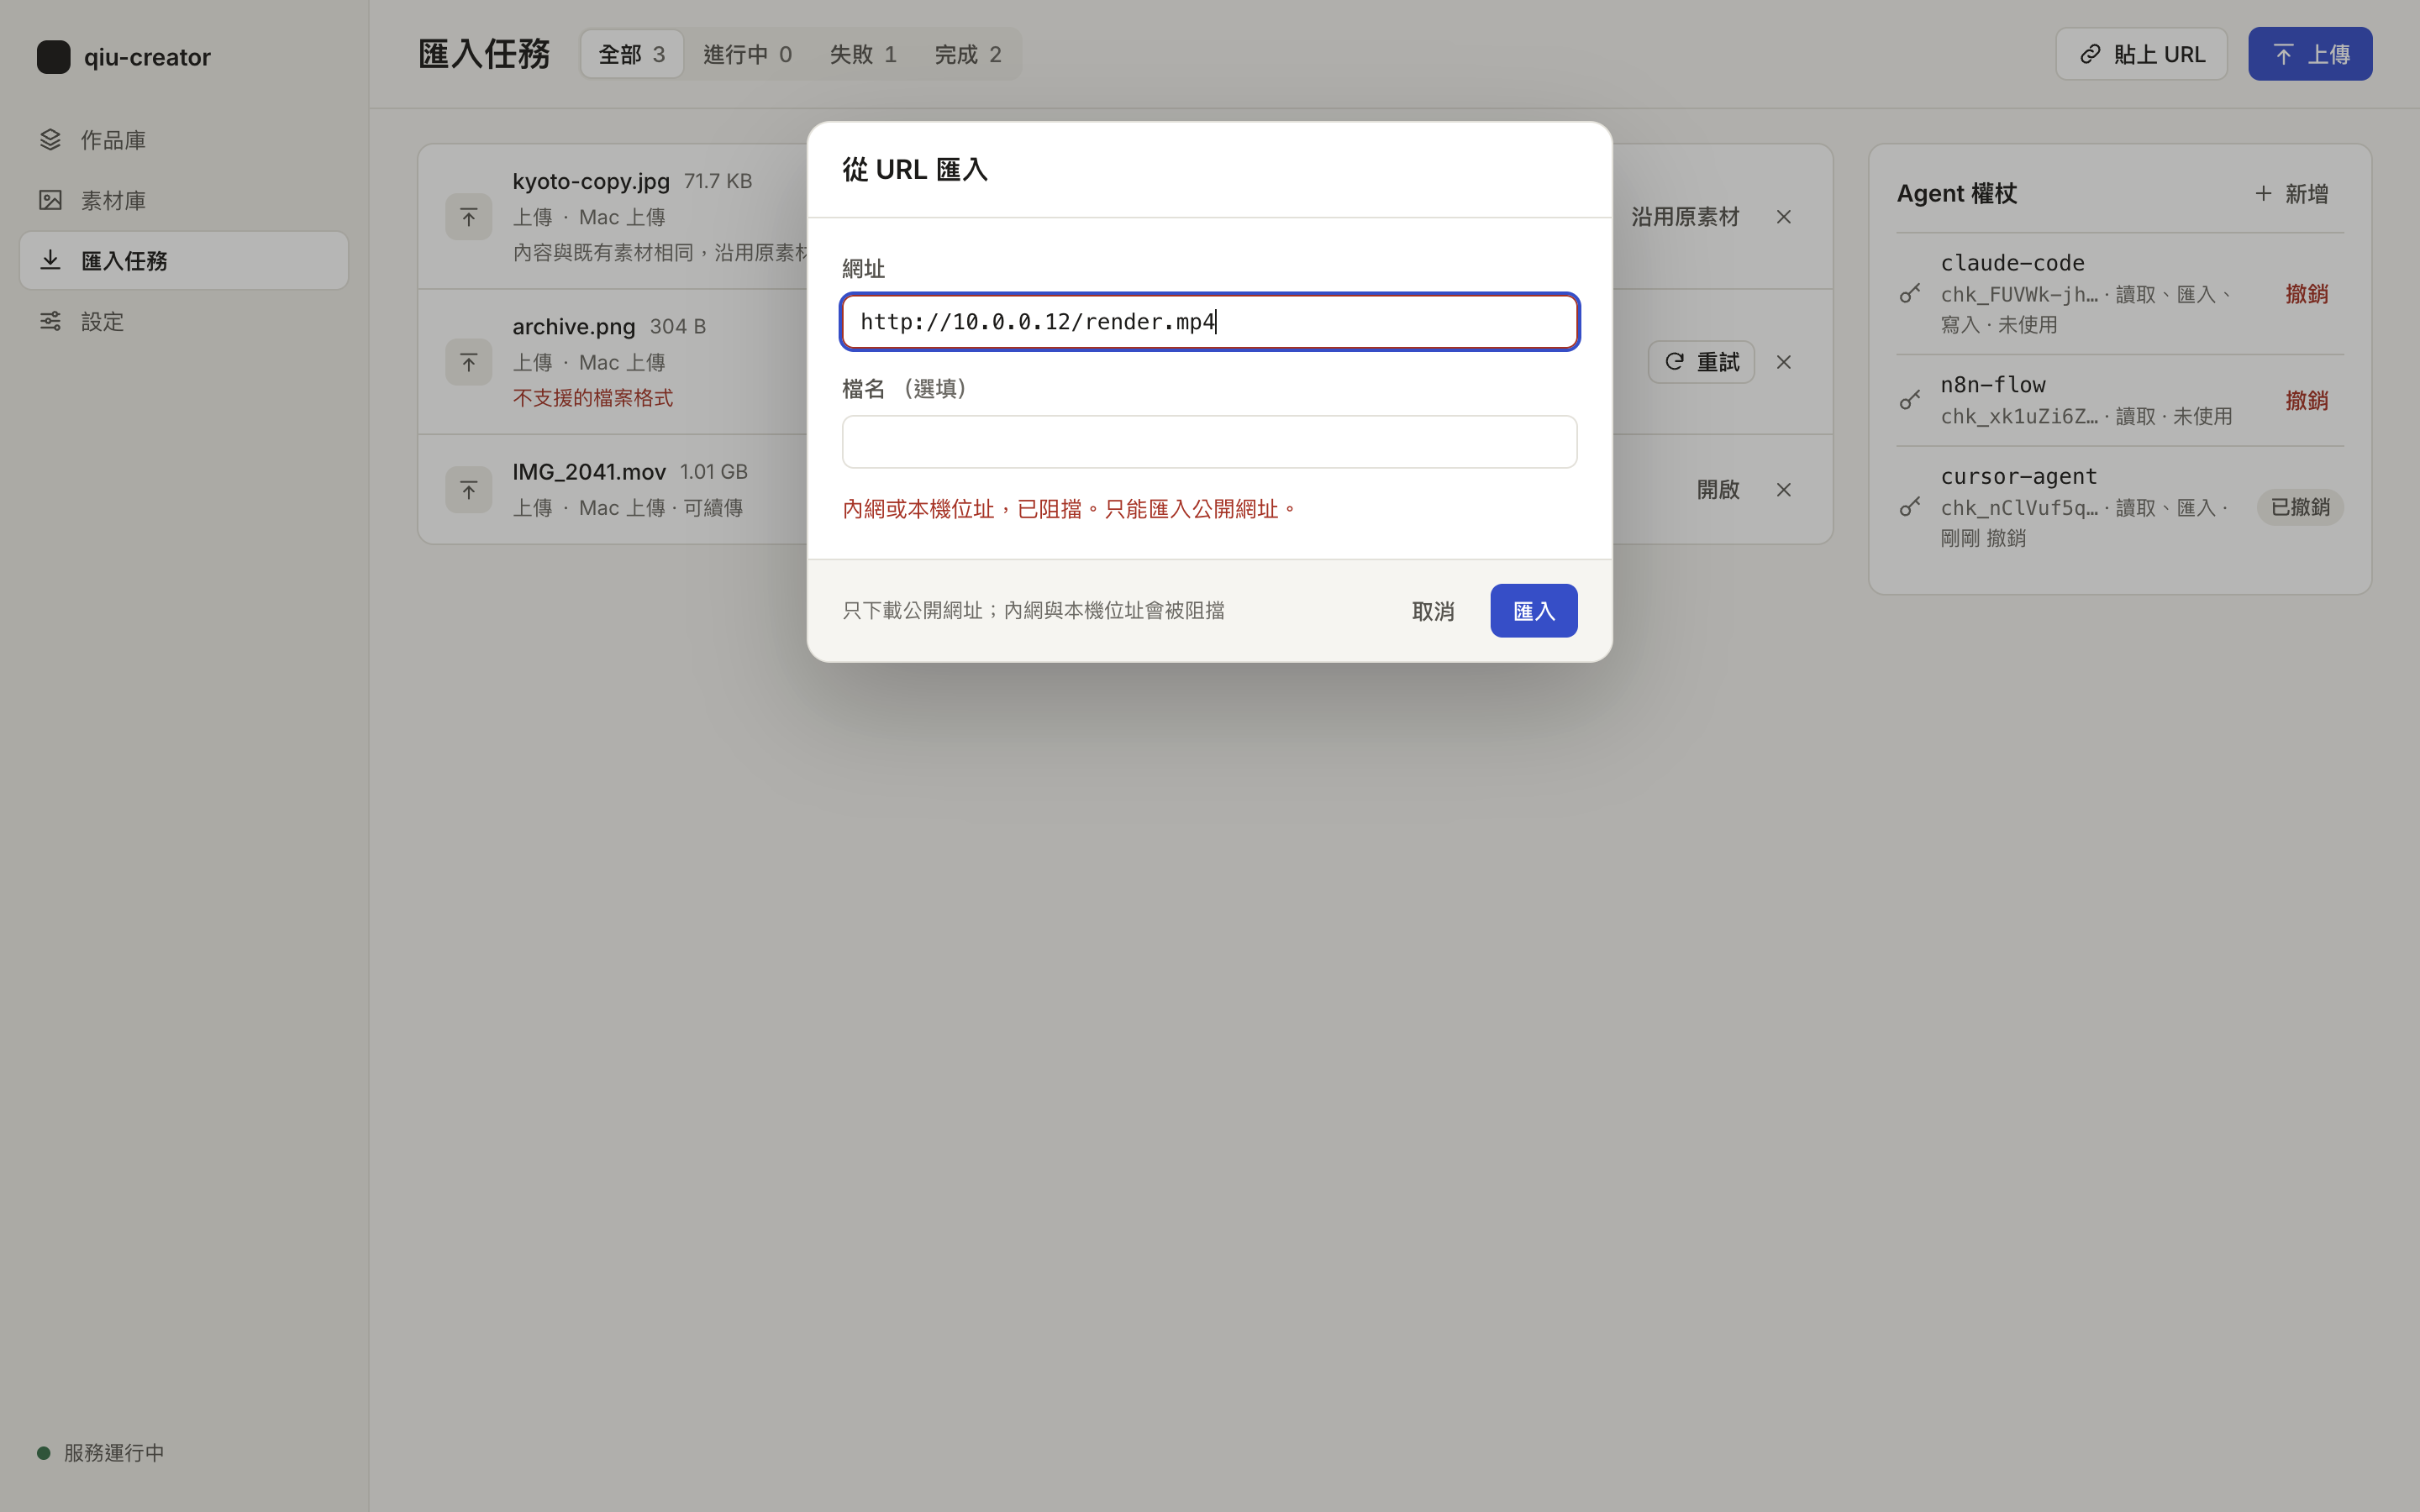 qiu-creator
作品庫
素材庫
匯入任務
設定
服務運行中
匯入任務
全部 3
進行中 0
失敗 1
完成 2
貼上 URL
上傳
kyoto-copy.jpg 71.7 KB
上傳 · Mac 上傳
內容與既有素材相同，沿用原素材
沿用原素材
archive.png 304 B
上傳 · Mac 上傳
不支援的檔案格式
重試
IMG_2041.mov 1.01 GB
上傳 · Mac 上傳 · 可續傳
開啟
從 URL 匯入
網址
http://10.0.0.12/render.mp4
檔名 （選填）
內網或本機位址，已阻擋。只能匯入公開網址。
只下載公開網址；內網與本機位址會被阻擋
取消
匯入
Agent 權杖
新增
claude-code
chk_FUVWk-jh… · 讀取、匯入、
寫入 · 未使用
撤銷
n8n-flow
chk_xk1uZi6Z… · 讀取 · 未使用
撤銷
cursor-agent
chk_nClVuf5q… · 讀取、匯入 ·
剛剛 撤銷
已撤銷